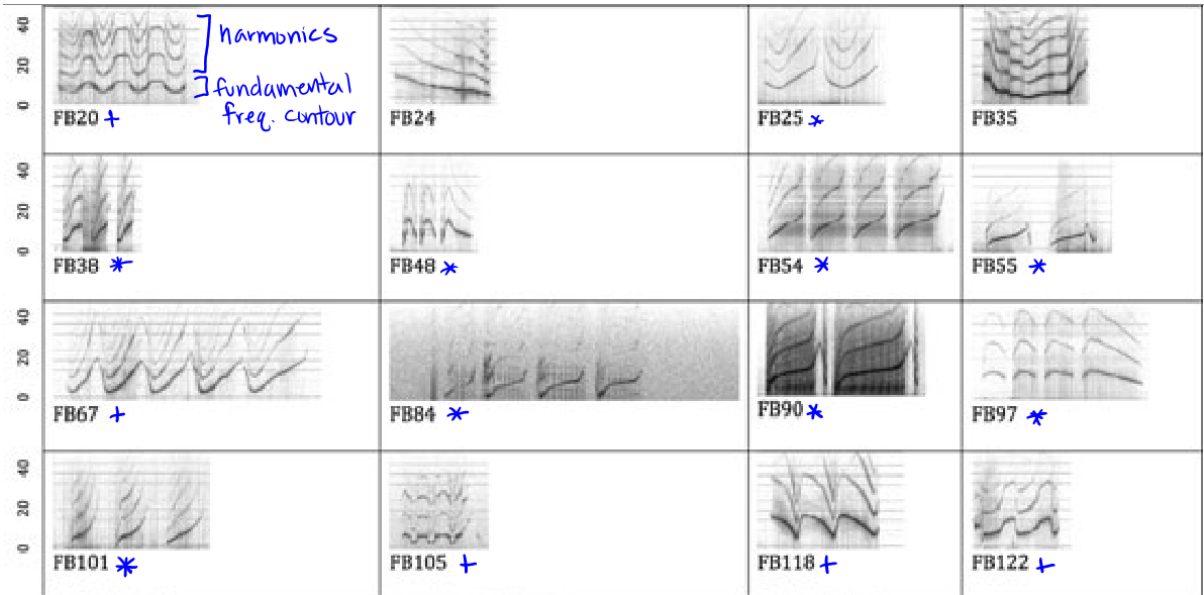 40
20
0
harmonics
fundamental
freq. contour
FB20 +
FB24
FB25 *
FB35
40
20
0
FB38 *
FB48 *
FB54 *
FB55 *
40
20
0
FB67 +
FB84 *
FB90 *
FB97 *
40
20
0
FB101 *
FB105 +
FB118 +
FB122 +